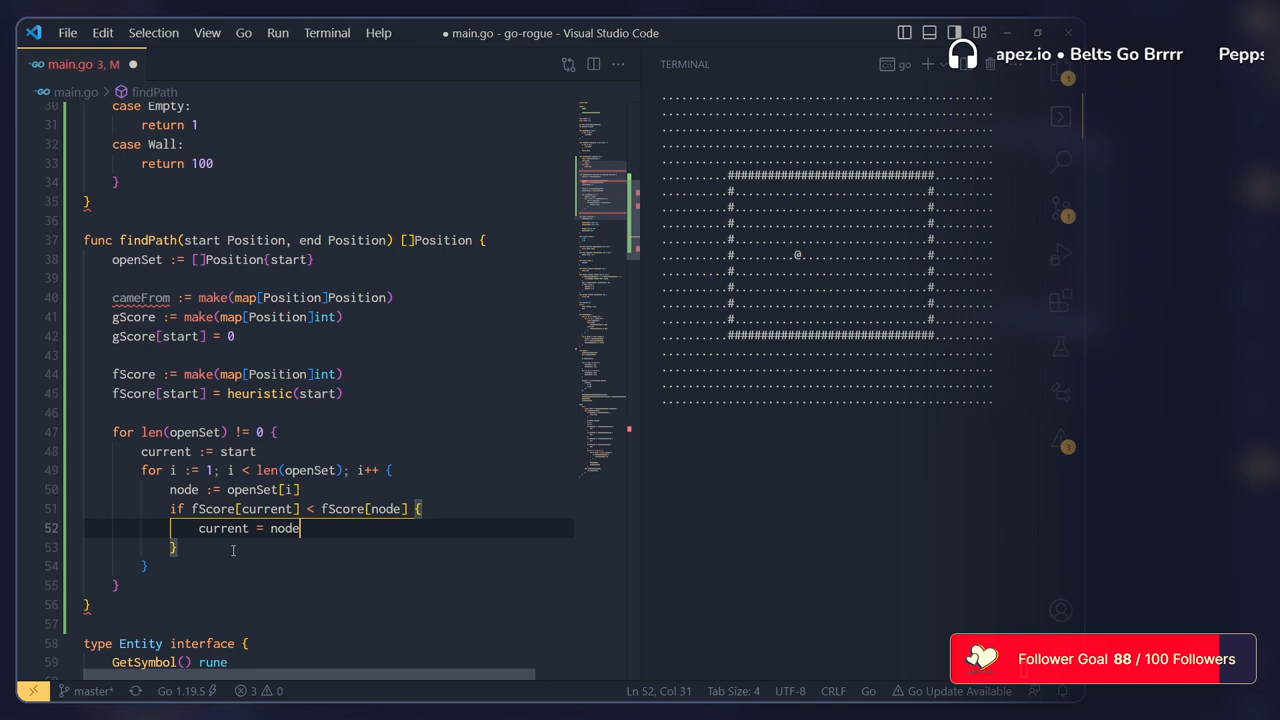 File Edit Selection View Go Run Terminal Help
● main.go - go-rogue - Visual Studio Code
apez.io • Belts Go Brrrr Pepps
main.go 3, M ●
main.go > findPath
30 case Empty:
31 return 1
32 case Wall:
33 return 100
34 }
35 }
36
37 func findPath(start Position, end Position) []Position {
38 openSet := []Position{start}
39
40 cameFrom := make(map[Position]Position)
41 gScore := make(map[Position]int)
42 gScore[start] = 0
43
44 fScore := make(map[Position]int)
45 fScore[start] = heuristic(start)
46
47 for len(openSet) != 0 {
48 current := start
49 for i := 1; i < len(openSet); i++ {
50 node := openSet[i]
51 if fScore[current] < fScore[node] {
52 current = node
53 }
54 }
55 }
56 }
57
58 type Entity interface {
59 GetSymbol() rune
TERMINAL
go
############################
#. #
#. #
#. #
#. #
# @ #
#. #
#. #
#. #
#. #
############################
1
1
3
Follower Goal 88 / 100 Followers
master* Go 1.19.5 3 0 Ln 52, Col 31 Tab Size: 4 UTF-8 CRLF Go Go Update Available